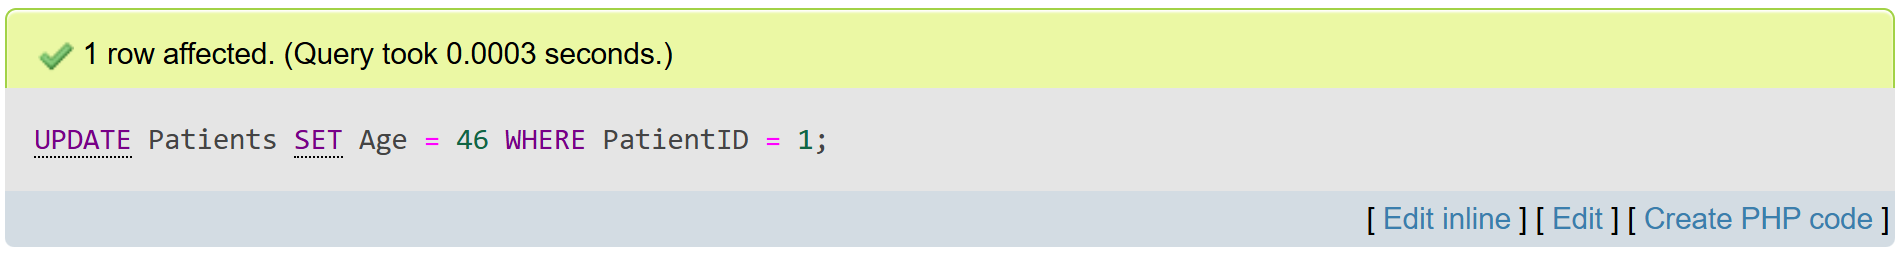 1 row affected. (Query took 0.0003 seconds.)
UPDATE Patients SET Age = 46 WHERE PatientID = 1;
[ Edit inline ] [ Edit ] [ Create PHP code ]